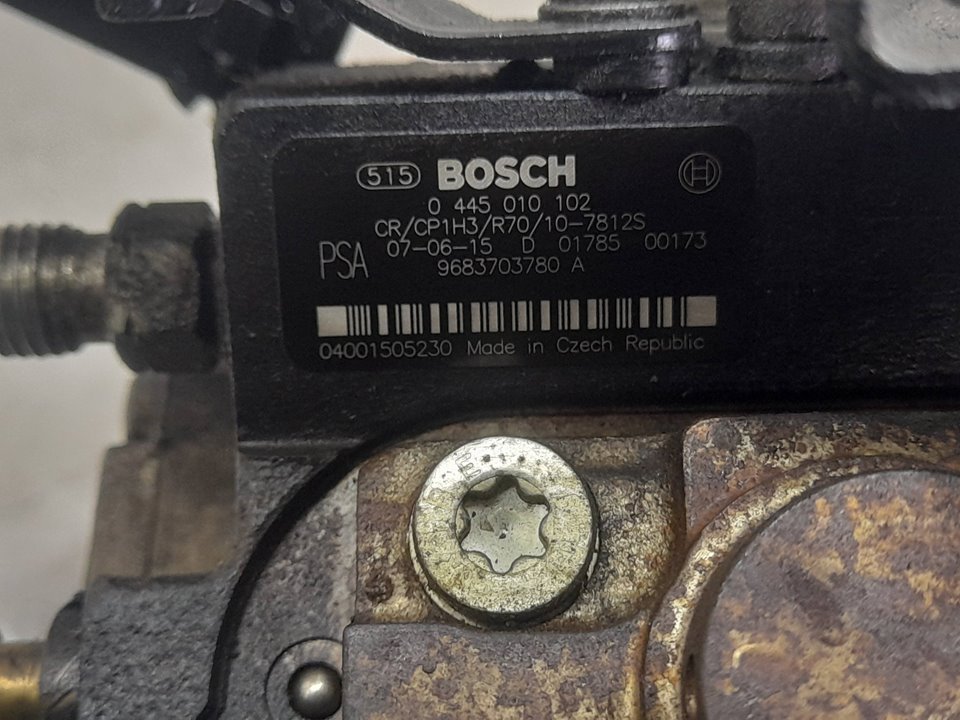 515 BOSCH
0 445 010 102
CR/CP1H3/R70/10-7812S
PSA 07-06-15 D 01785 00173
9683703780 A
04001505230 Made in Czech Republic